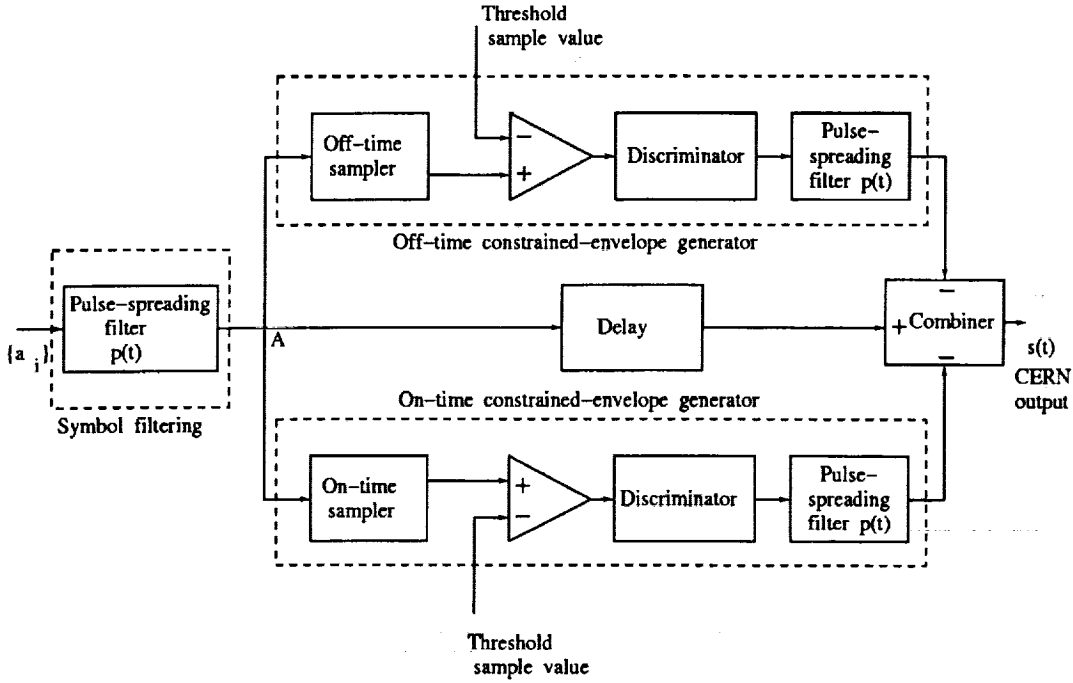 Threshold
sample value
Off-time
sampler
−
+
Discriminator
Pulse-
spreading
filter p(t)
Off-time constrained-envelope generator
Pulse-spreading
filter
p(t)
{a i}
Symbol filtering
A
Delay
−
+ Combiner
−
s(t)
CERN
output
On-time constrained-envelope generator
On-time
sampler
+
−
Discriminator
Pulse-
spreading
filter p(t)
Threshold
sample value